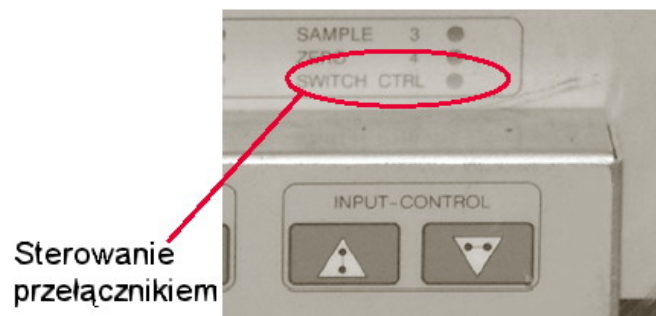 SAMPLE 3
ZERO 4
SWITCH CTRL
INPUT-CONTROL
Sterowanie
przełącznikiem